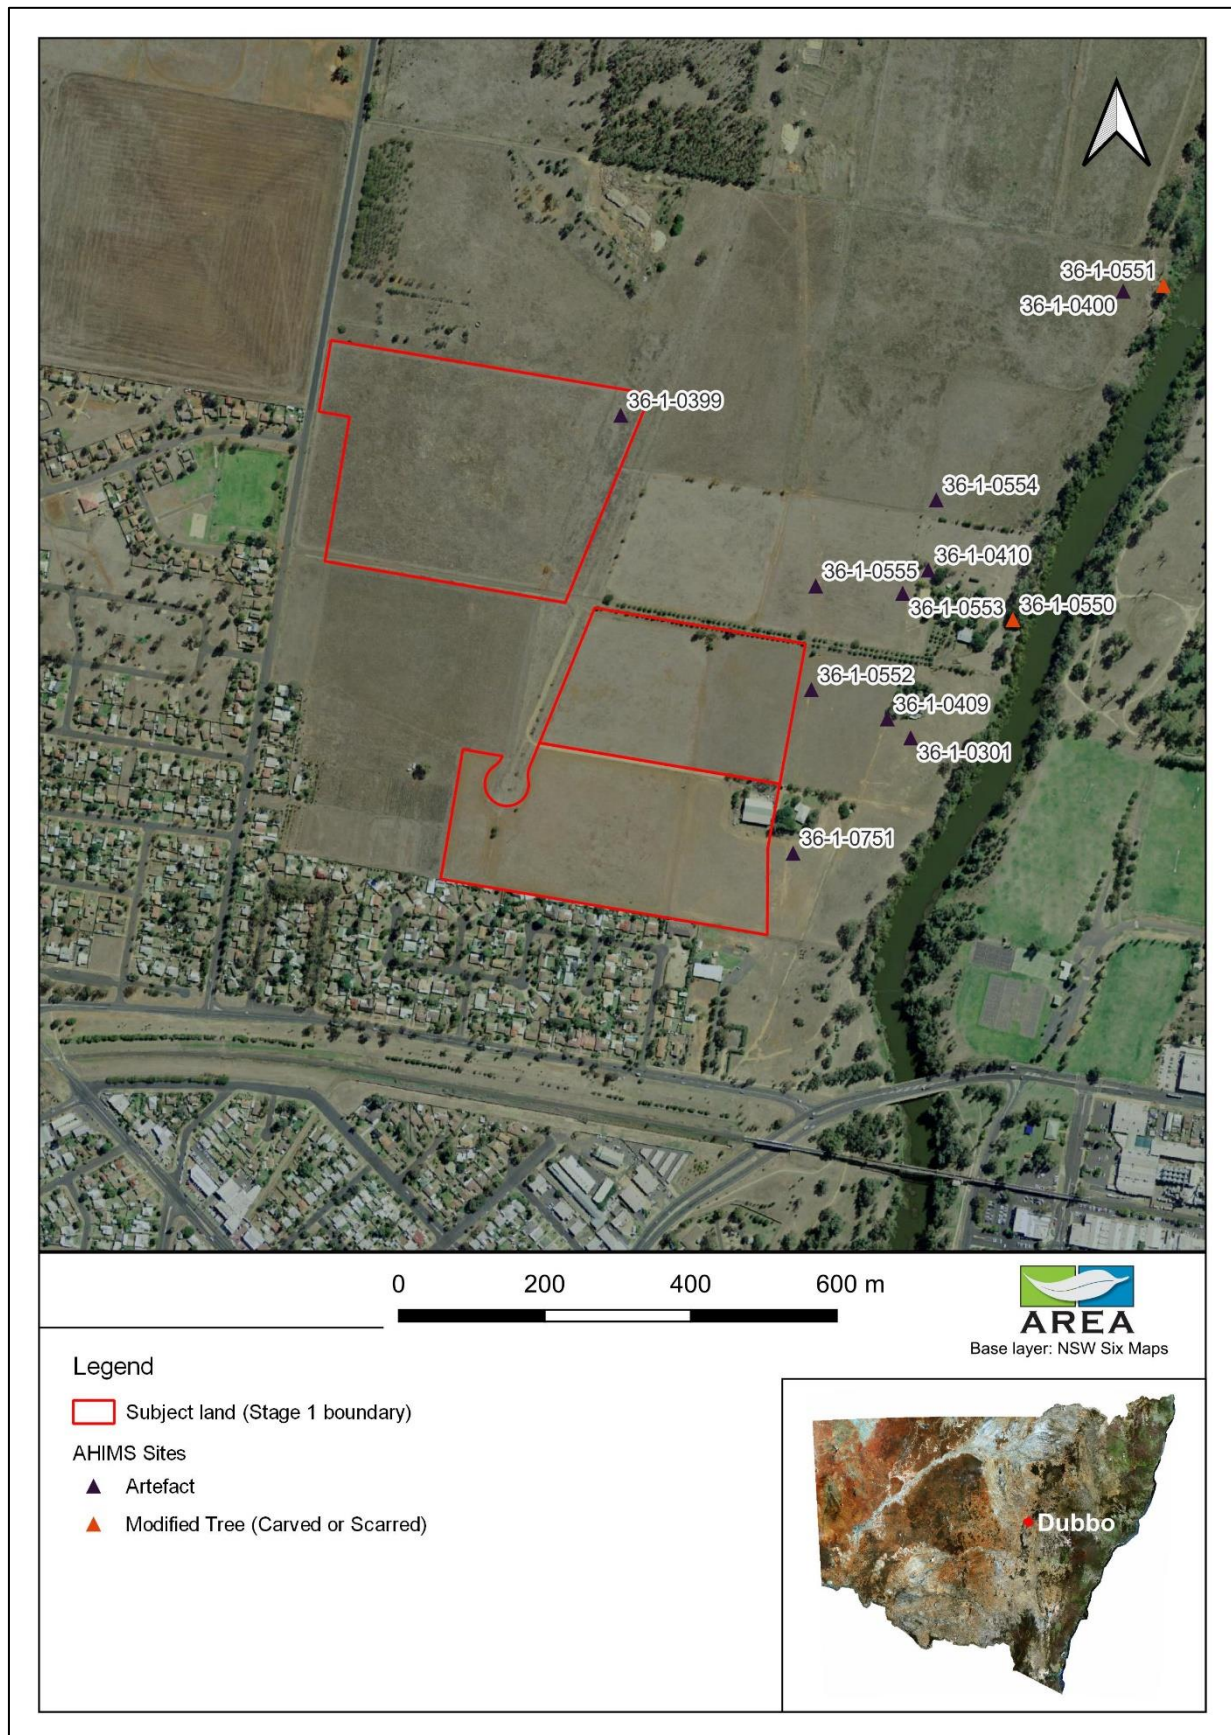 36-1-0551
36-1-0400
36-1-0399
36-1-0554
36-1-0410
36-1-0555
36-1-0553
36-1-0550
36-1-0552
36-1-0409
36-1-0301
36-1-0751
0 200 400 600 m
AREA
Base layer: NSW Six Maps
Legend
Subject land (Stage 1 boundary)
AHIMS Sites
Artefact
Modified Tree (Carved or Scarred)
Dubbo